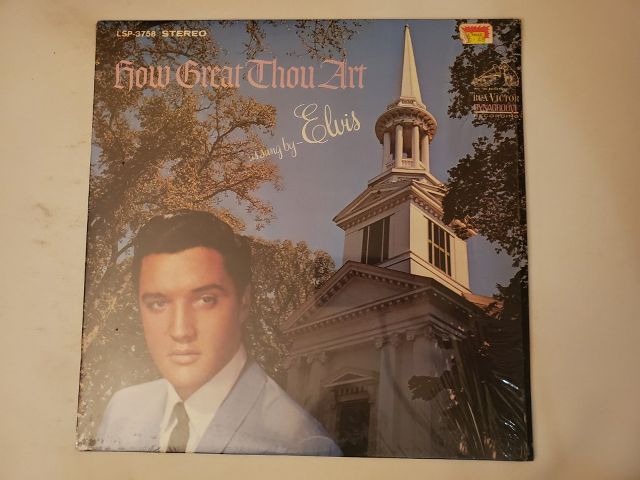 LSP-3758 STEREO
How Great Thou Art
as sung by–
Elvis
RCA VICTOR
DYNAGROOVE
RECORDING